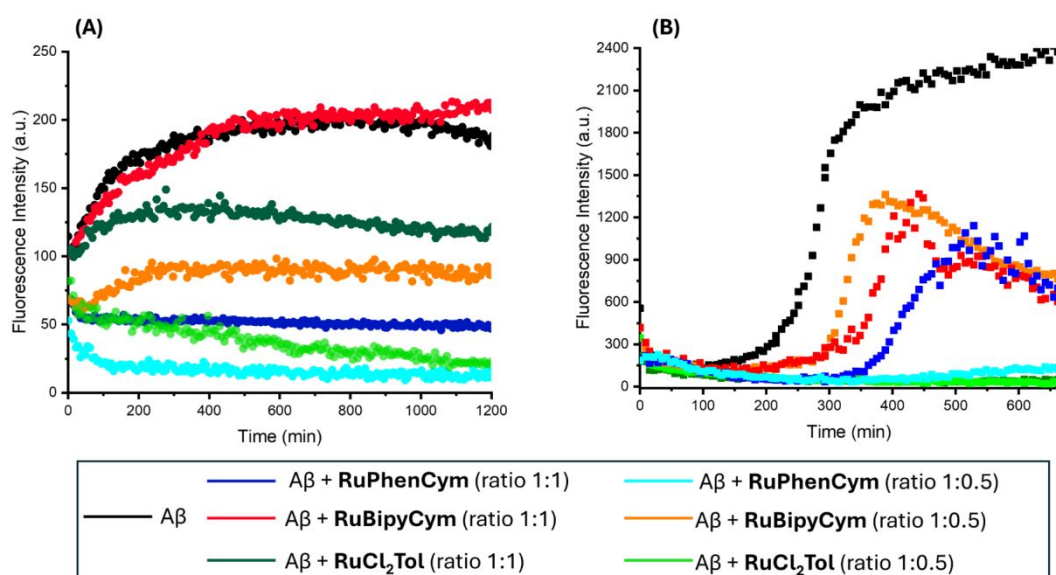 (A)
(B)
250
200
150
100
50
0
Fluorescence Intensity (a.u.)
0 200 400 600 800 1000 1200
Time (min)
2400
2100
1800
1500
1200
900
600
300
0
Fluorescence Intensity (a.u.)
0 100 200 300 400 500 600
Time (min)
Aβ
Aβ + RuPhenCym (ratio 1:1)
Aβ + RuBipyCym (ratio 1:1)
Aβ + RuCl₂Tol (ratio 1:1)
Aβ + RuPhenCym (ratio 1:0.5)
Aβ + RuBipyCym (ratio 1:0.5)
Aβ + RuCl₂Tol (ratio 1:0.5)